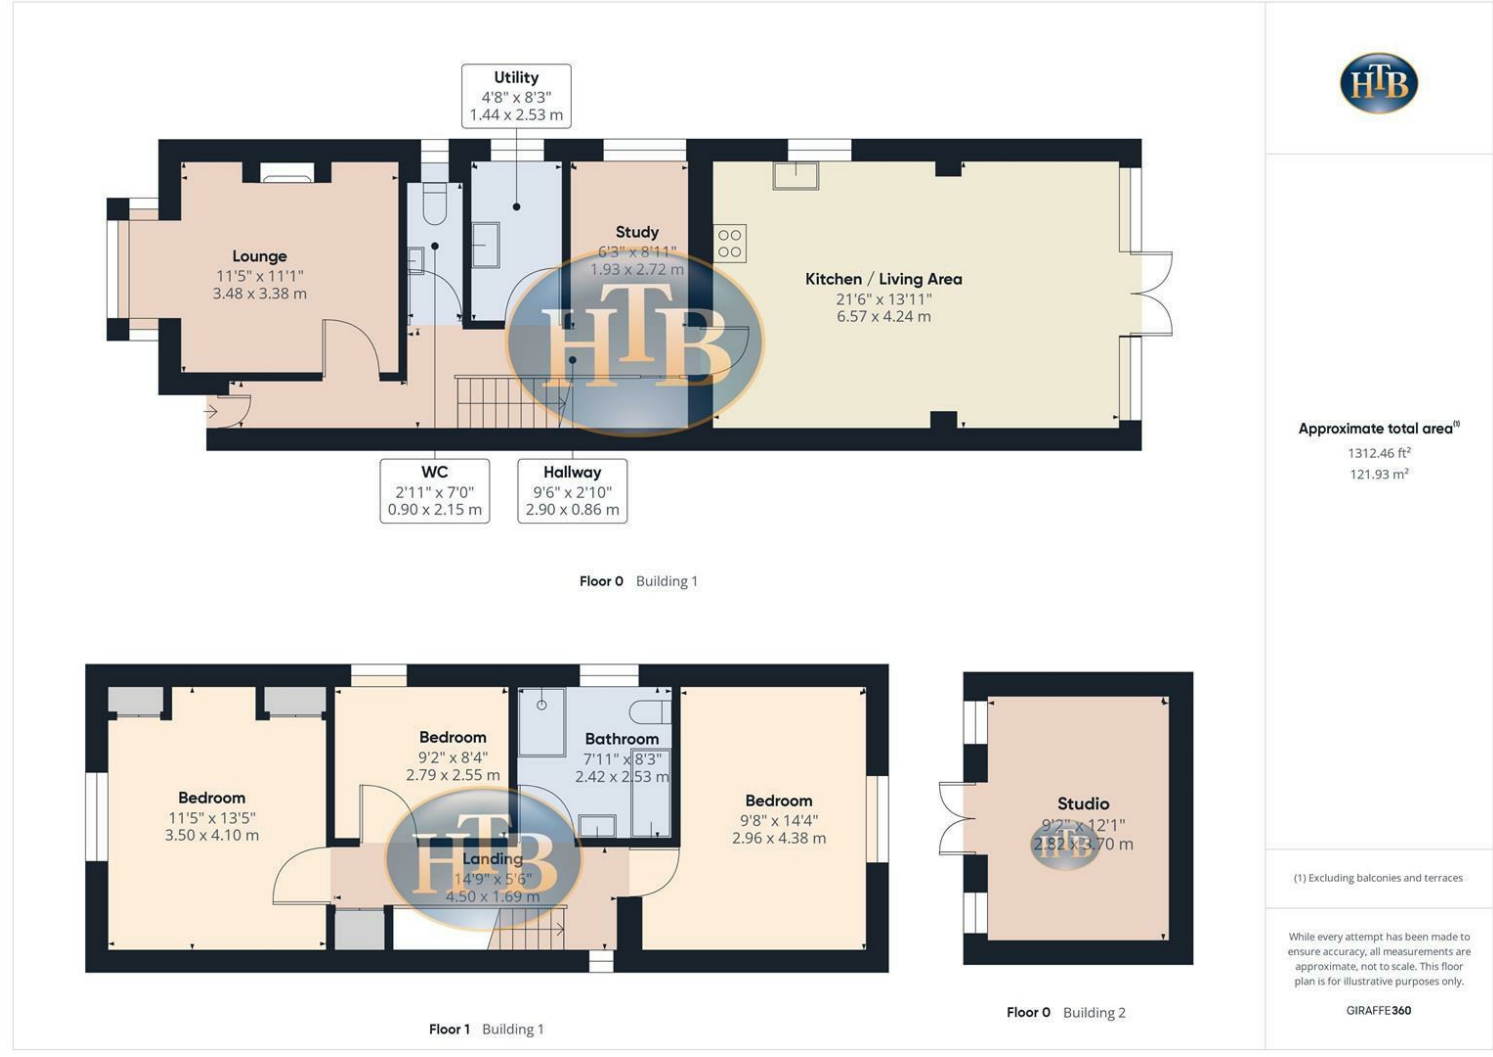 Utility
4'8" x 8'3"
1.44 x 2.53 m
Lounge
11'5" x 11'1"
3.48 x 3.38 m
Study
6'3" x 8'11"
1.93 x 2.72 m
Kitchen / Living Area
21'6" x 13'11"
6.57 x 4.24 m
HTB
WC
2'11" x 7'0"
0.90 x 2.15 m
Hallway
9'6" x 2'10"
2.90 x 0.86 m
Floor 0 Building 1
Bedroom
11'5" x 13'5"
3.50 x 4.10 m
Bedroom
9'2" x 8'4"
2.79 x 2.55 m
Bathroom
7'11" x 8'3"
2.42 x 2.53 m
Bedroom
9'8" x 14'4"
2.96 x 4.38 m
Landing
14'9" x 5'6"
4.50 x 1.69 m
HTB
Floor 1 Building 1
Studio
9'2" x 12'1"
2.82 x 3.70 m
HTB
Floor 0 Building 2
HTB
Approximate total area(1)
1312.46 ft²
121.93 m²
(1) Excluding balconies and terraces
While every attempt has been made to
ensure accuracy, all measurements are
approximate, not to scale. This floor
plan is for illustrative purposes only.
GIRAFFE360